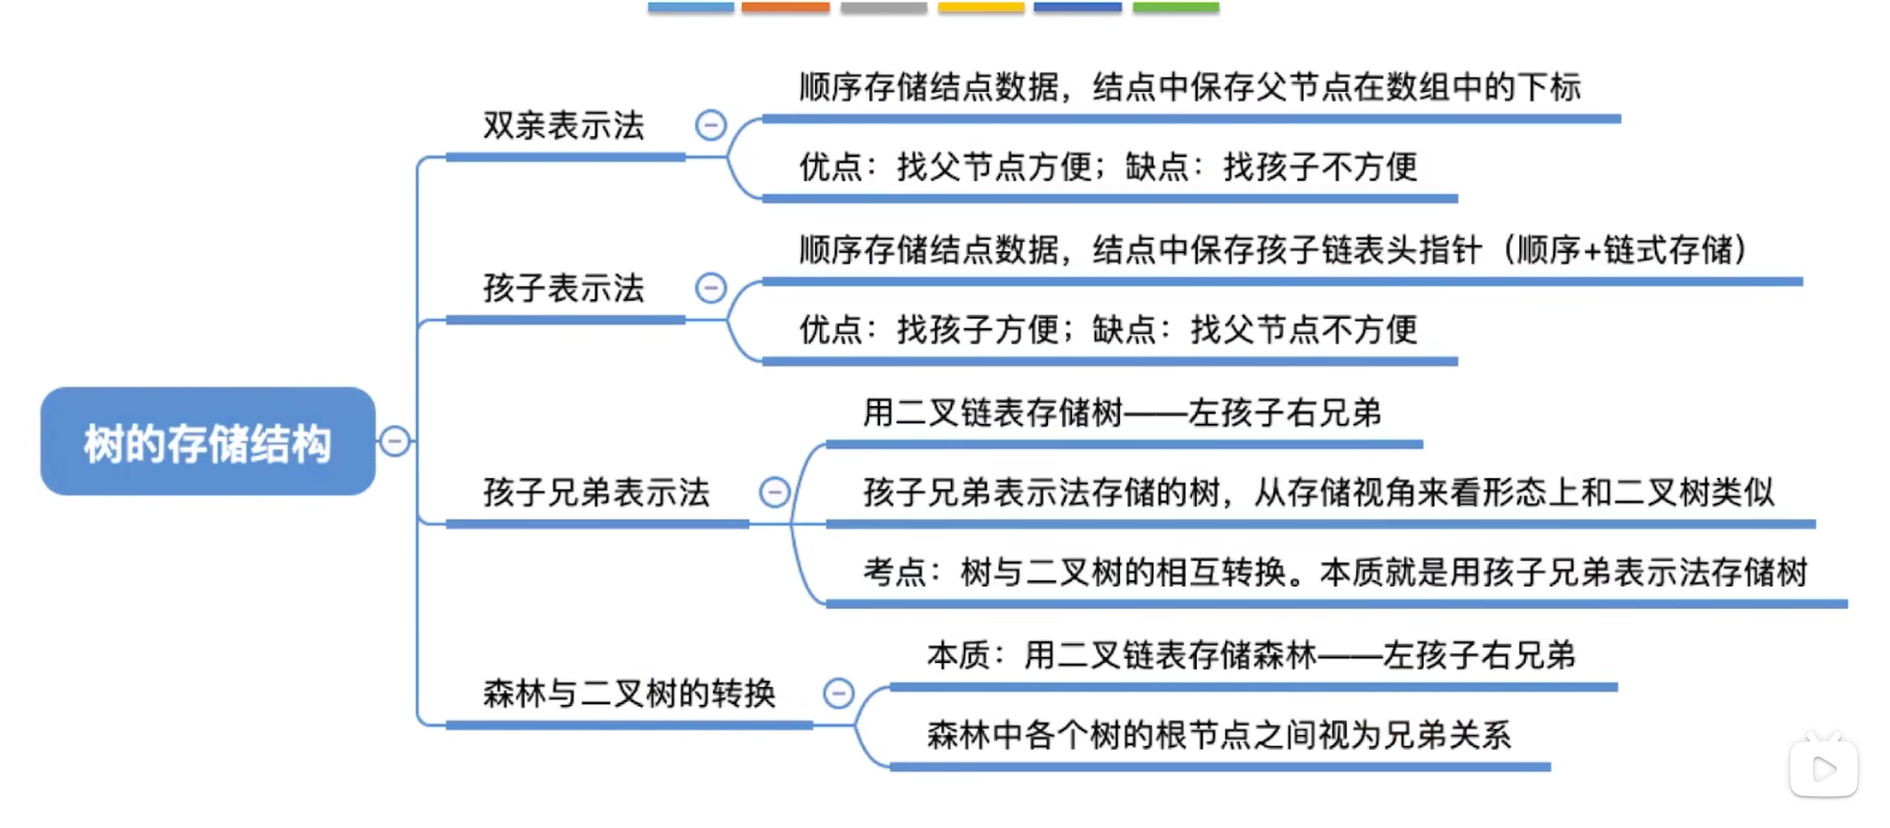 树的存储结构
双亲表示法
顺序存储结点数据，结点中保存父节点在数组中的下标
优点：找父节点方便；缺点：找孩子不方便
孩子表示法
顺序存储结点数据，结点中保存孩子链表头指针（顺序+链式存储）
优点：找孩子方便；缺点：找父节点不方便
孩子兄弟表示法
用二叉链表存储树——左孩子右兄弟
孩子兄弟表示法存储的树，从存储视角来看形态上和二叉树类似
考点：树与二叉树的相互转换。本质就是用孩子兄弟表示法存储树
森林与二叉树的转换
本质：用二叉链表存储森林——左孩子右兄弟
森林中各个树的根节点之间视为兄弟关系